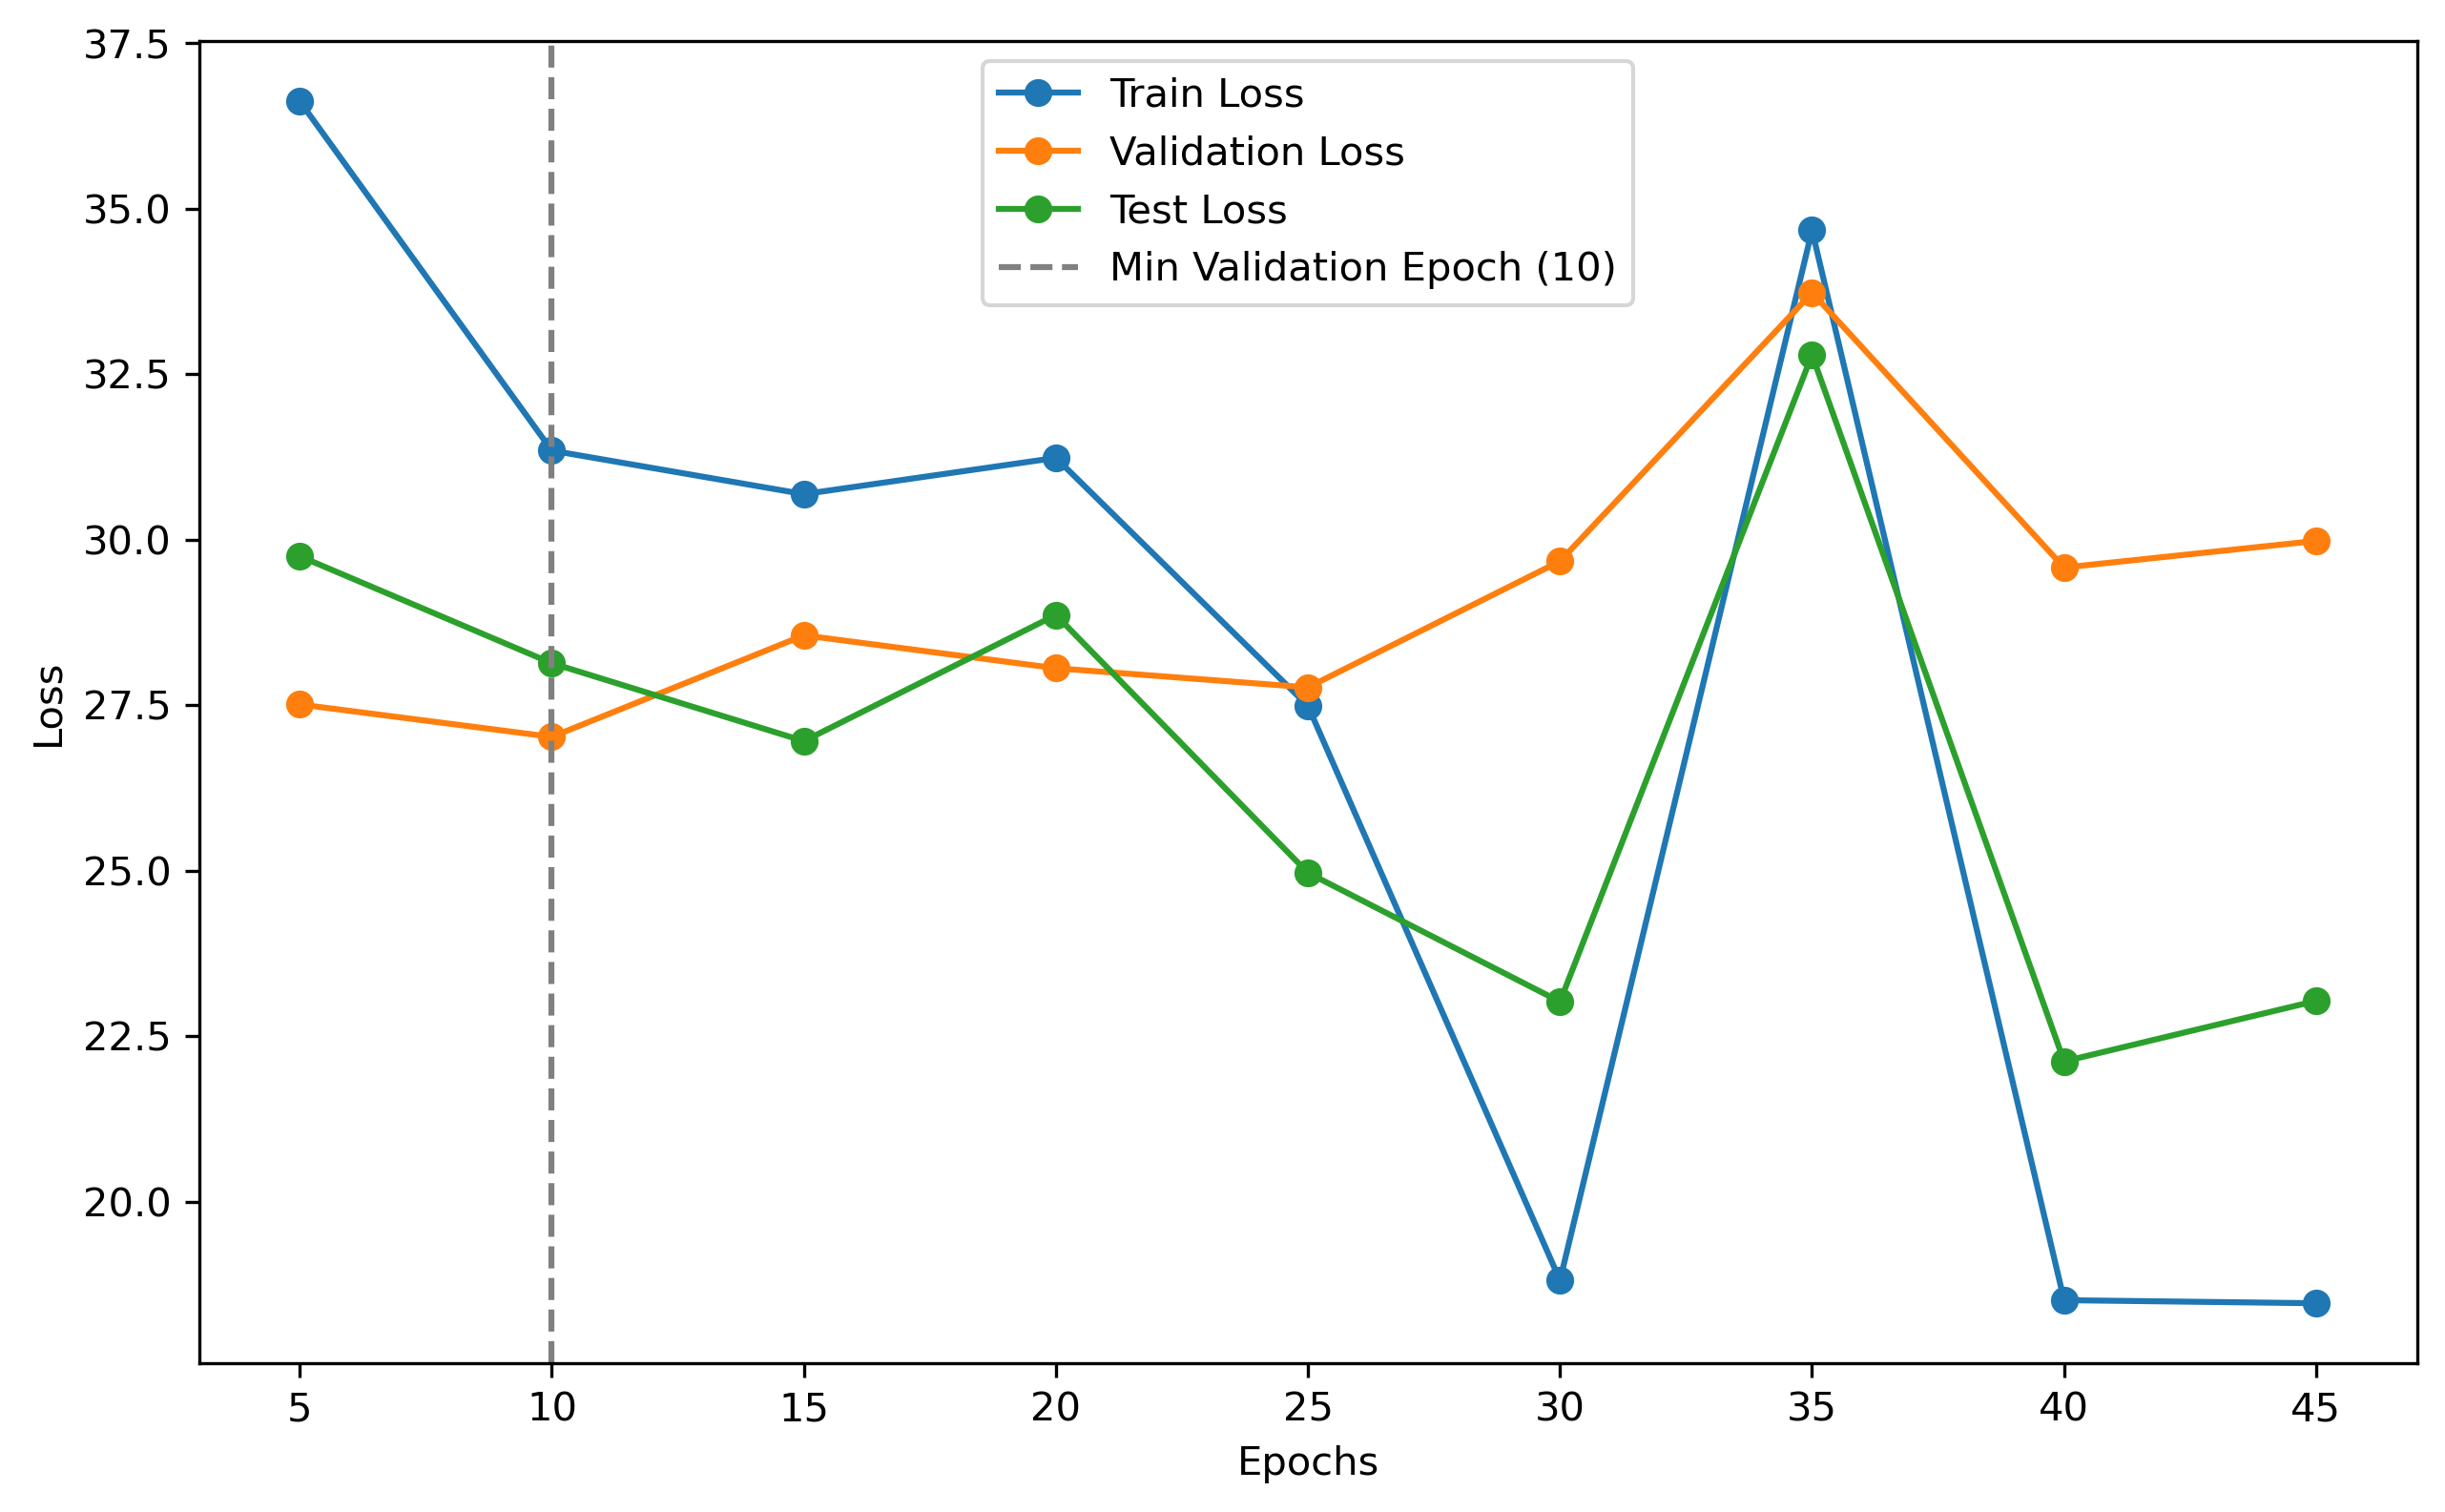 37.5
35.0
32.5
30.0
27.5
25.0
22.5
20.0
Loss
Train Loss
Validation Loss
Test Loss
Min Validation Epoch (10)
5 10 15 20 25 30 35 40 45
Epochs